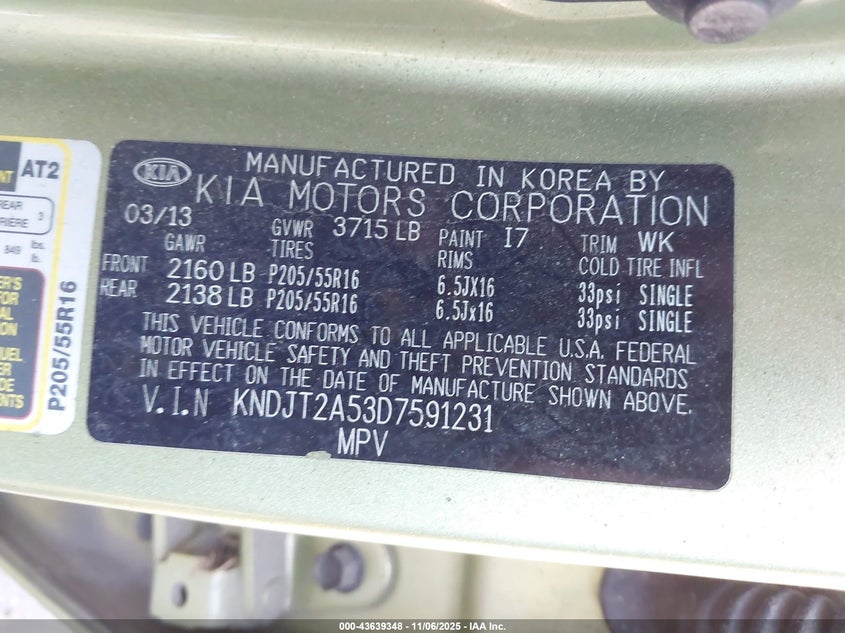 KIA
MANUFACTURED IN KOREA BY
KIA MOTORS CORPORATION
03/13 GVWR 3715 LB PAINT I7 TRIM WK
GAWR TIRES RIMS COLD TIRE INFL
FRONT 2160 LB P205/55R16 6.5JX16 33psi SINGLE
REAR 2138 LB P205/55R16 6.5Jx16 33psi SINGLE
THIS VEHICLE CONFORMS TO ALL APPLICABLE U.S.A. FEDERAL
MOTOR VEHICLE SAFETY AND THEFT PREVENTION STANDARDS
IN EFFECT ON THE DATE OF MANUFACTURE SHOWN ABOVE.
V.I.N KNDJT2A53D7591231
MPV
AT2
REAR 3
849 lbs.
P205/55R16
000-43639348 - 11/06/2025 - IAA Inc.